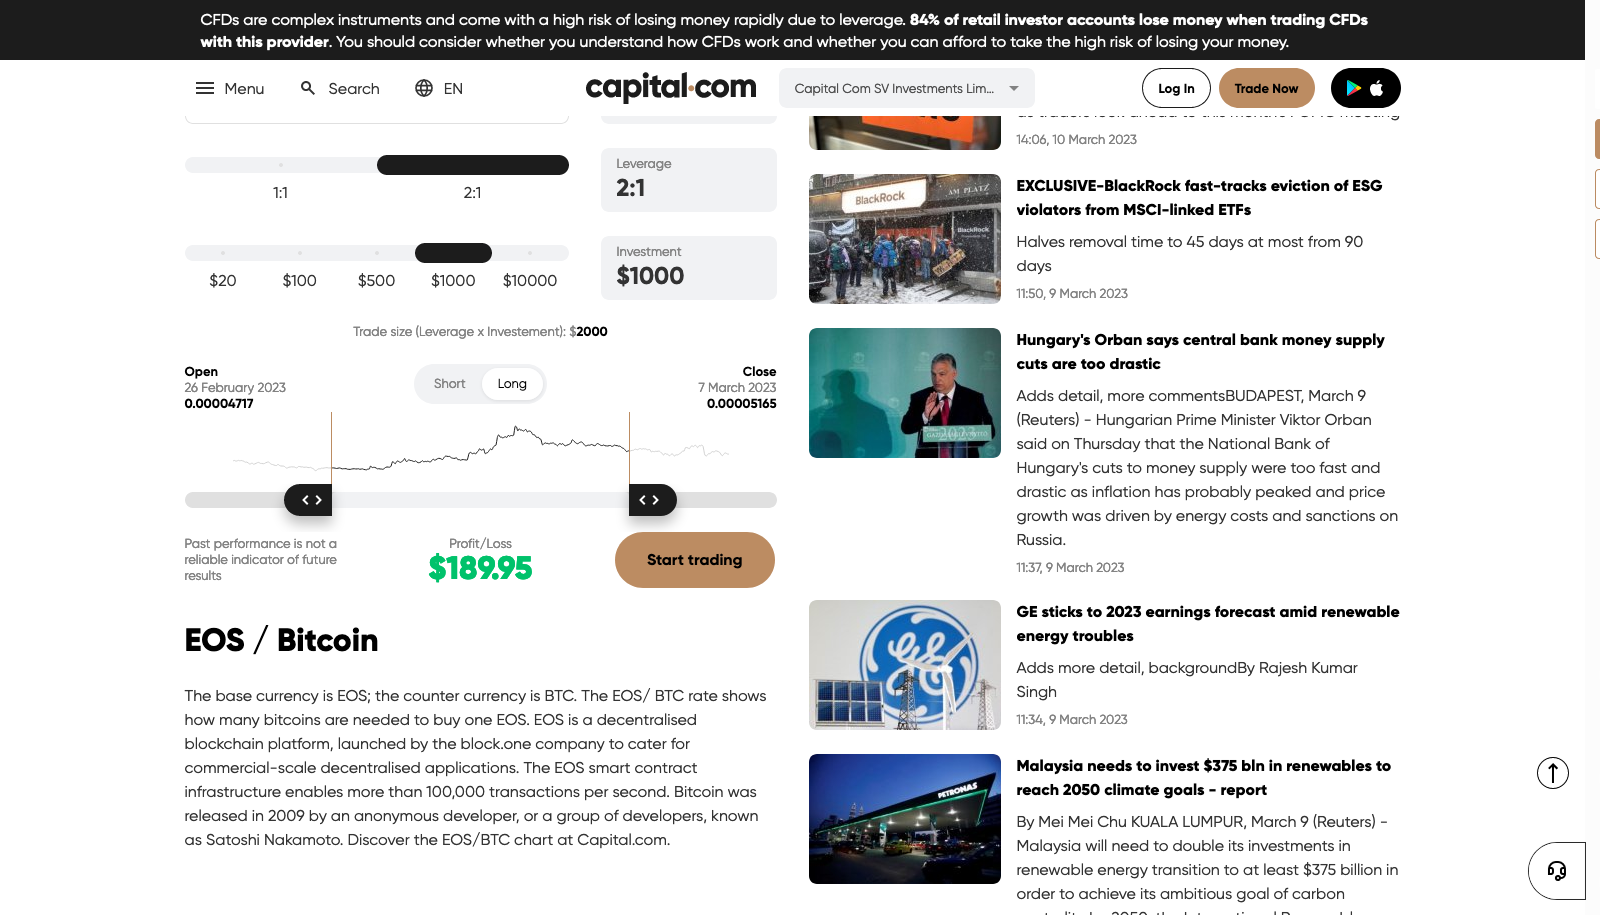 CFDs are complex instruments and come with a high risk of losing money rapidly due to leverage. 84% of retail investor accounts lose money when trading CFDs
with this provider. You should consider whether you understand how CFDs work and whether you can afford to take the high risk of losing your money.
Menu
Search
EN
capital.com
Capital Com SV Investments Lim...
Log In
Trade Now
1:1
2:1
Leverage
2:1
$20
$100
$500
$1000
$10000
Investment
$1000
Trade size (Leverage x Investement): $2000
Open
26 February 2023
0.00004717
Short
Long
Close
7 March 2023
0.00005165
Past performance is not a
reliable indicator of future
results
Profit/Loss
$189.95
Start trading
EOS / Bitcoin
The base currency is EOS; the counter currency is BTC. The EOS/ BTC rate shows
how many bitcoins are needed to buy one EOS. EOS is a decentralised
blockchain platform, launched by the block.one company to cater for
commercial-scale decentralised applications. The EOS smart contract
infrastructure enables more than 100,000 transactions per second. Bitcoin was
released in 2009 by an anonymous developer, or a group of developers, known
as Satoshi Nakamoto. Discover the EOS/BTC chart at Capital.com.
14:06, 10 March 2023
BlackRock
AM PLATZ
BlackRock
EXCLUSIVE-BlackRock fast-tracks eviction of ESG
violators from MSCI-linked ETFs
Halves removal time to 45 days at most from 90
days
11:50, 9 March 2023
Hungary's Orban says central bank money supply
cuts are too drastic
Adds detail, more commentsBUDAPEST, March 9
(Reuters) - Hungarian Prime Minister Viktor Orban
said on Thursday that the National Bank of
Hungary's cuts to money supply were too fast and
drastic as inflation has probably peaked and price
growth was driven by energy costs and sanctions on
Russia.
11:37, 9 March 2023
GE sticks to 2023 earnings forecast amid renewable
energy troubles
Adds more detail, backgroundBy Rajesh Kumar
Singh
11:34, 9 March 2023
PETRONAS
Malaysia needs to invest $375 bln in renewables to
reach 2050 climate goals - report
By Mei Mei Chu KUALA LUMPUR, March 9 (Reuters) -
Malaysia will need to double its investments in
renewable energy transition to at least $375 billion in
order to achieve its ambitious goal of carbon